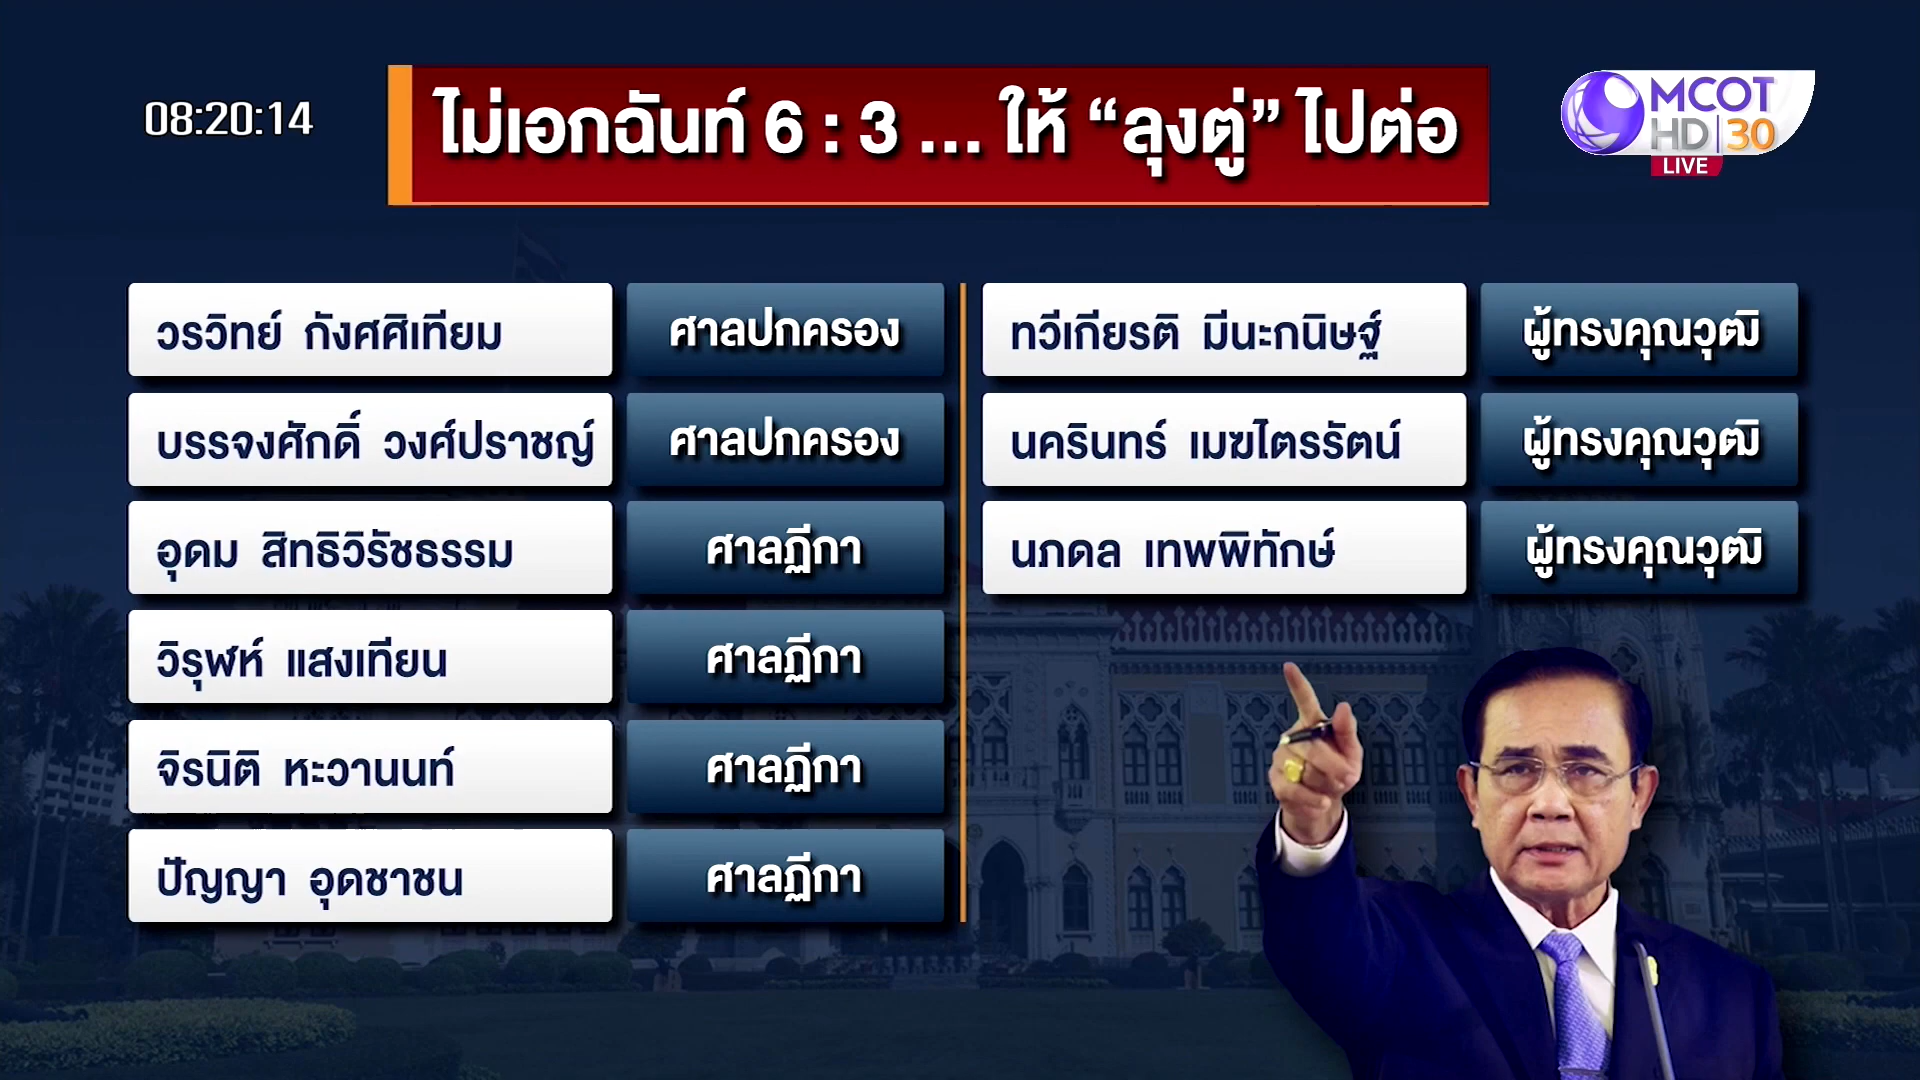 08:20:14
ไม่เอกฉันท์ 6 : 3 ... ให้ “ลุงตู่” ไปต่อ
MCOT
HD|30
LIVE
วรวิทย์ กังศศิเทียม ศาลปกครอง
บรรจงศักดิ์ วงศ์ปราชญ์ ศาลปกครอง
อุดม สิทธิวิรัชธรรม ศาลฎีกา
วิรุฬห์ แสงเทียน ศาลฎีกา
จิรนิติ หะวานนท์ ศาลฎีกา
ปัญญา อุดชาชน ศาลฎีกา
ทวีเกียรติ มีนะกนิษฐ์ ผู้ทรงคุณวุฒิ
นครินทร์ เมฆไตรรัตน์ ผู้ทรงคุณวุฒิ
นภดล เทพพิทักษ์ ผู้ทรงคุณวุฒิ